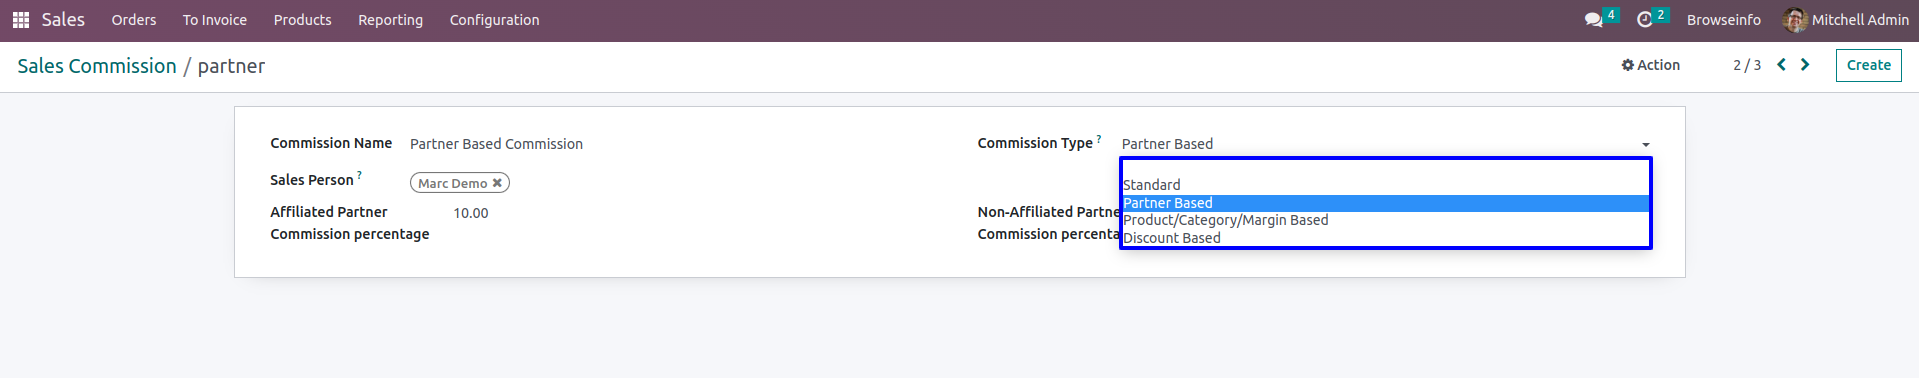 Sales Orders To Invoice Products Reporting Configuration 4 2 Browseinfo Mitchell Admin
Sales Commission / partner Action 2 / 3 Create
Commission Name Partner Based Commission Commission Type ? Partner Based
Sales Person ? Marc Demo ✖
Standard
Partner Based
Product/Category/Margin Based
Discount Based
Affiliated Partner 10.00
Commission percentage
Non-Affiliated Partne
Commission percenta